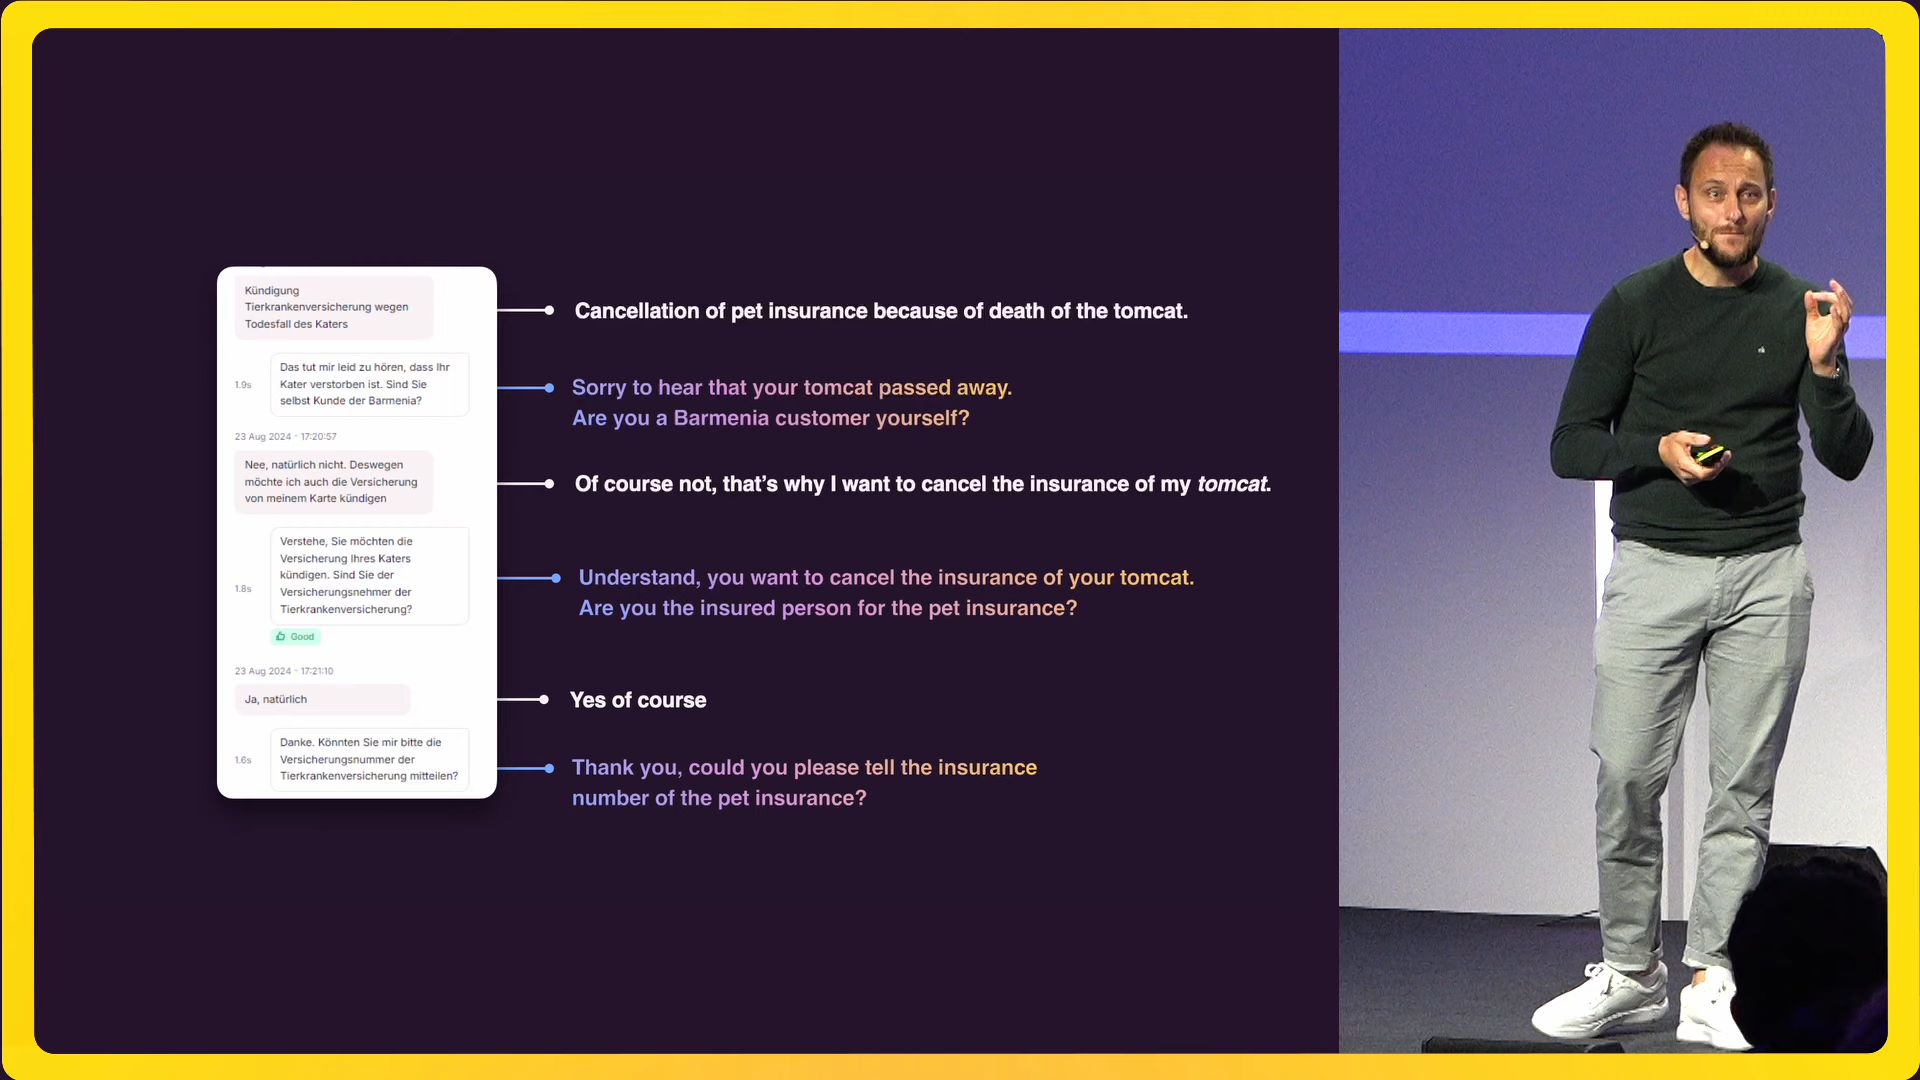 Kündigung
Tierkrankenversicherung wegen
Todesfall des Katers
Cancellation of pet insurance because of death of the tomcat.
Das tut mir leid zu hören, dass Ihr
Kater verstorben ist. Sind Sie
selbst Kunde der Barmenia?
1.9s
Sorry to hear that your tomcat passed away.
Are you a Barmenia customer yourself?
23 Aug 2024 - 17:20:57
Nee, natürlich nicht. Deswegen
möchte ich auch die Versicherung
von meinem Karte kündigen
Of course not, that's why I want to cancel the insurance of my tomcat.
Verstehe, Sie möchten die
Versicherung Ihres Katers
kündigen. Sind Sie der
Versicherungsnehmer der
Tierkrankenversicherung?
1.8s
Good
Understand, you want to cancel the insurance of your tomcat.
Are you the insured person for the pet insurance?
23 Aug 2024 - 17:21:10
Ja, natürlich
Yes of course
Danke. Könnten Sie mir bitte die
Versicherungsnummer der
Tierkrankenversicherung mitteilen?
1.6s
Thank you, could you please tell the insurance
number of the pet insurance?